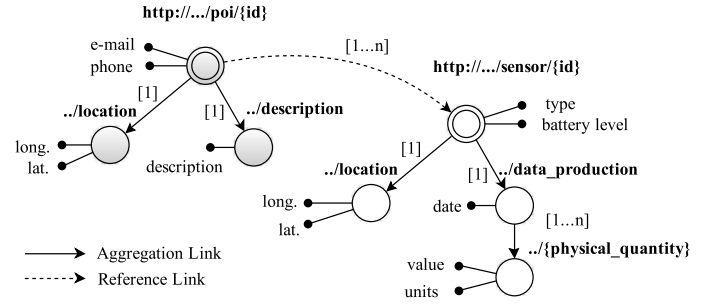 http://.../poi/{id}
e-mail
phone
[1...n]
http://.../sensor/{id}
type
battery level
[1]
[1]
../location
../description
long.
lat.
description
[1]
[1]
../location
../data_production
long.
lat.
date
[1...n]
../{physical_quantity}
value
units
Aggregation Link
Reference Link